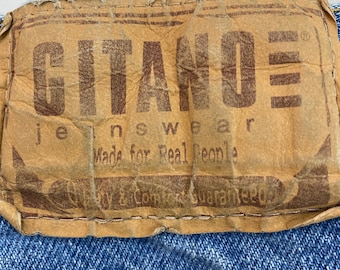 GITANO ®
jeanswear
Made for Real People
Quality & Comfort Guaranteed